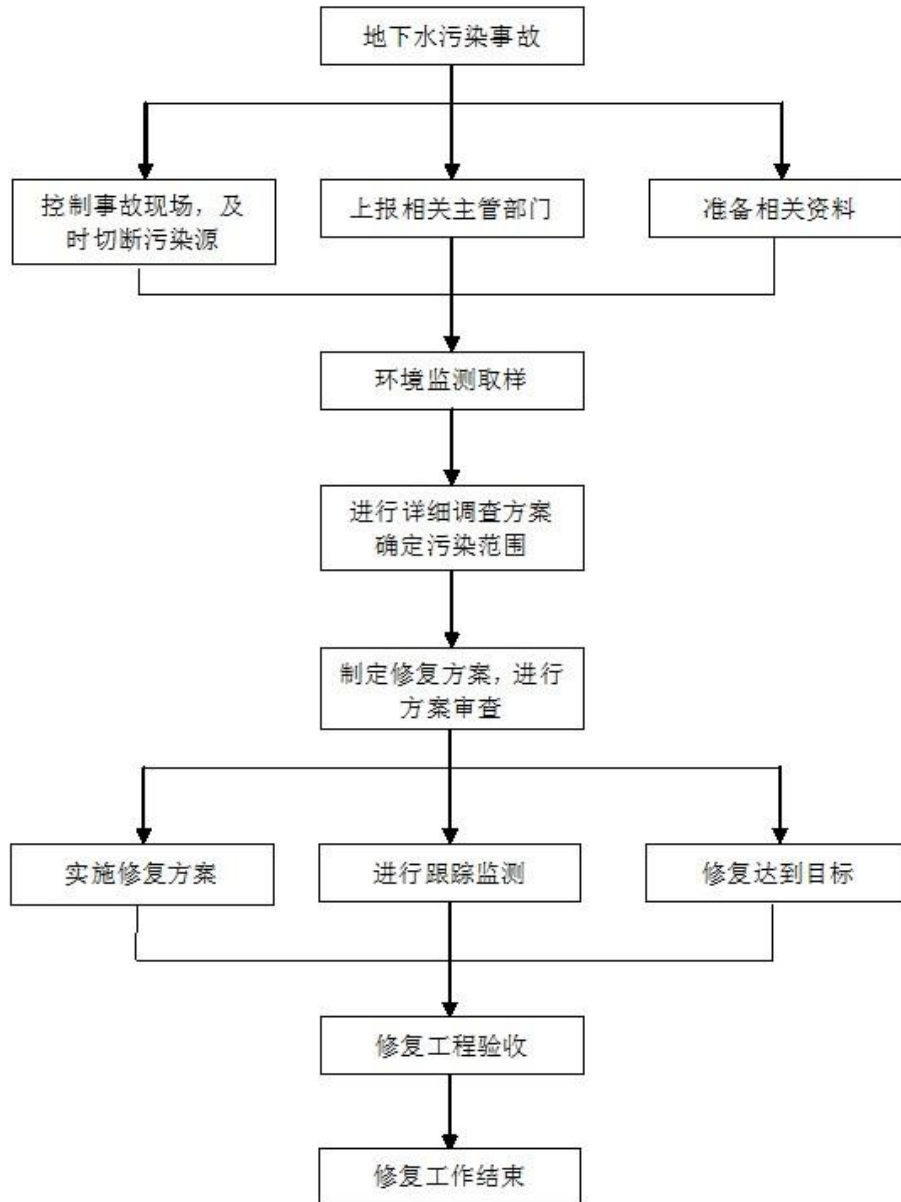 地下水污染事故
控制事故现场，及
时切断污染源
上报相关主管部门
准备相关资料
环境监测取样
进行详细调查方案
确定污染范围
制定修复方案，进行
方案审查
实施修复方案
进行跟踪监测
修复达到目标
修复工程验收
修复工作结束